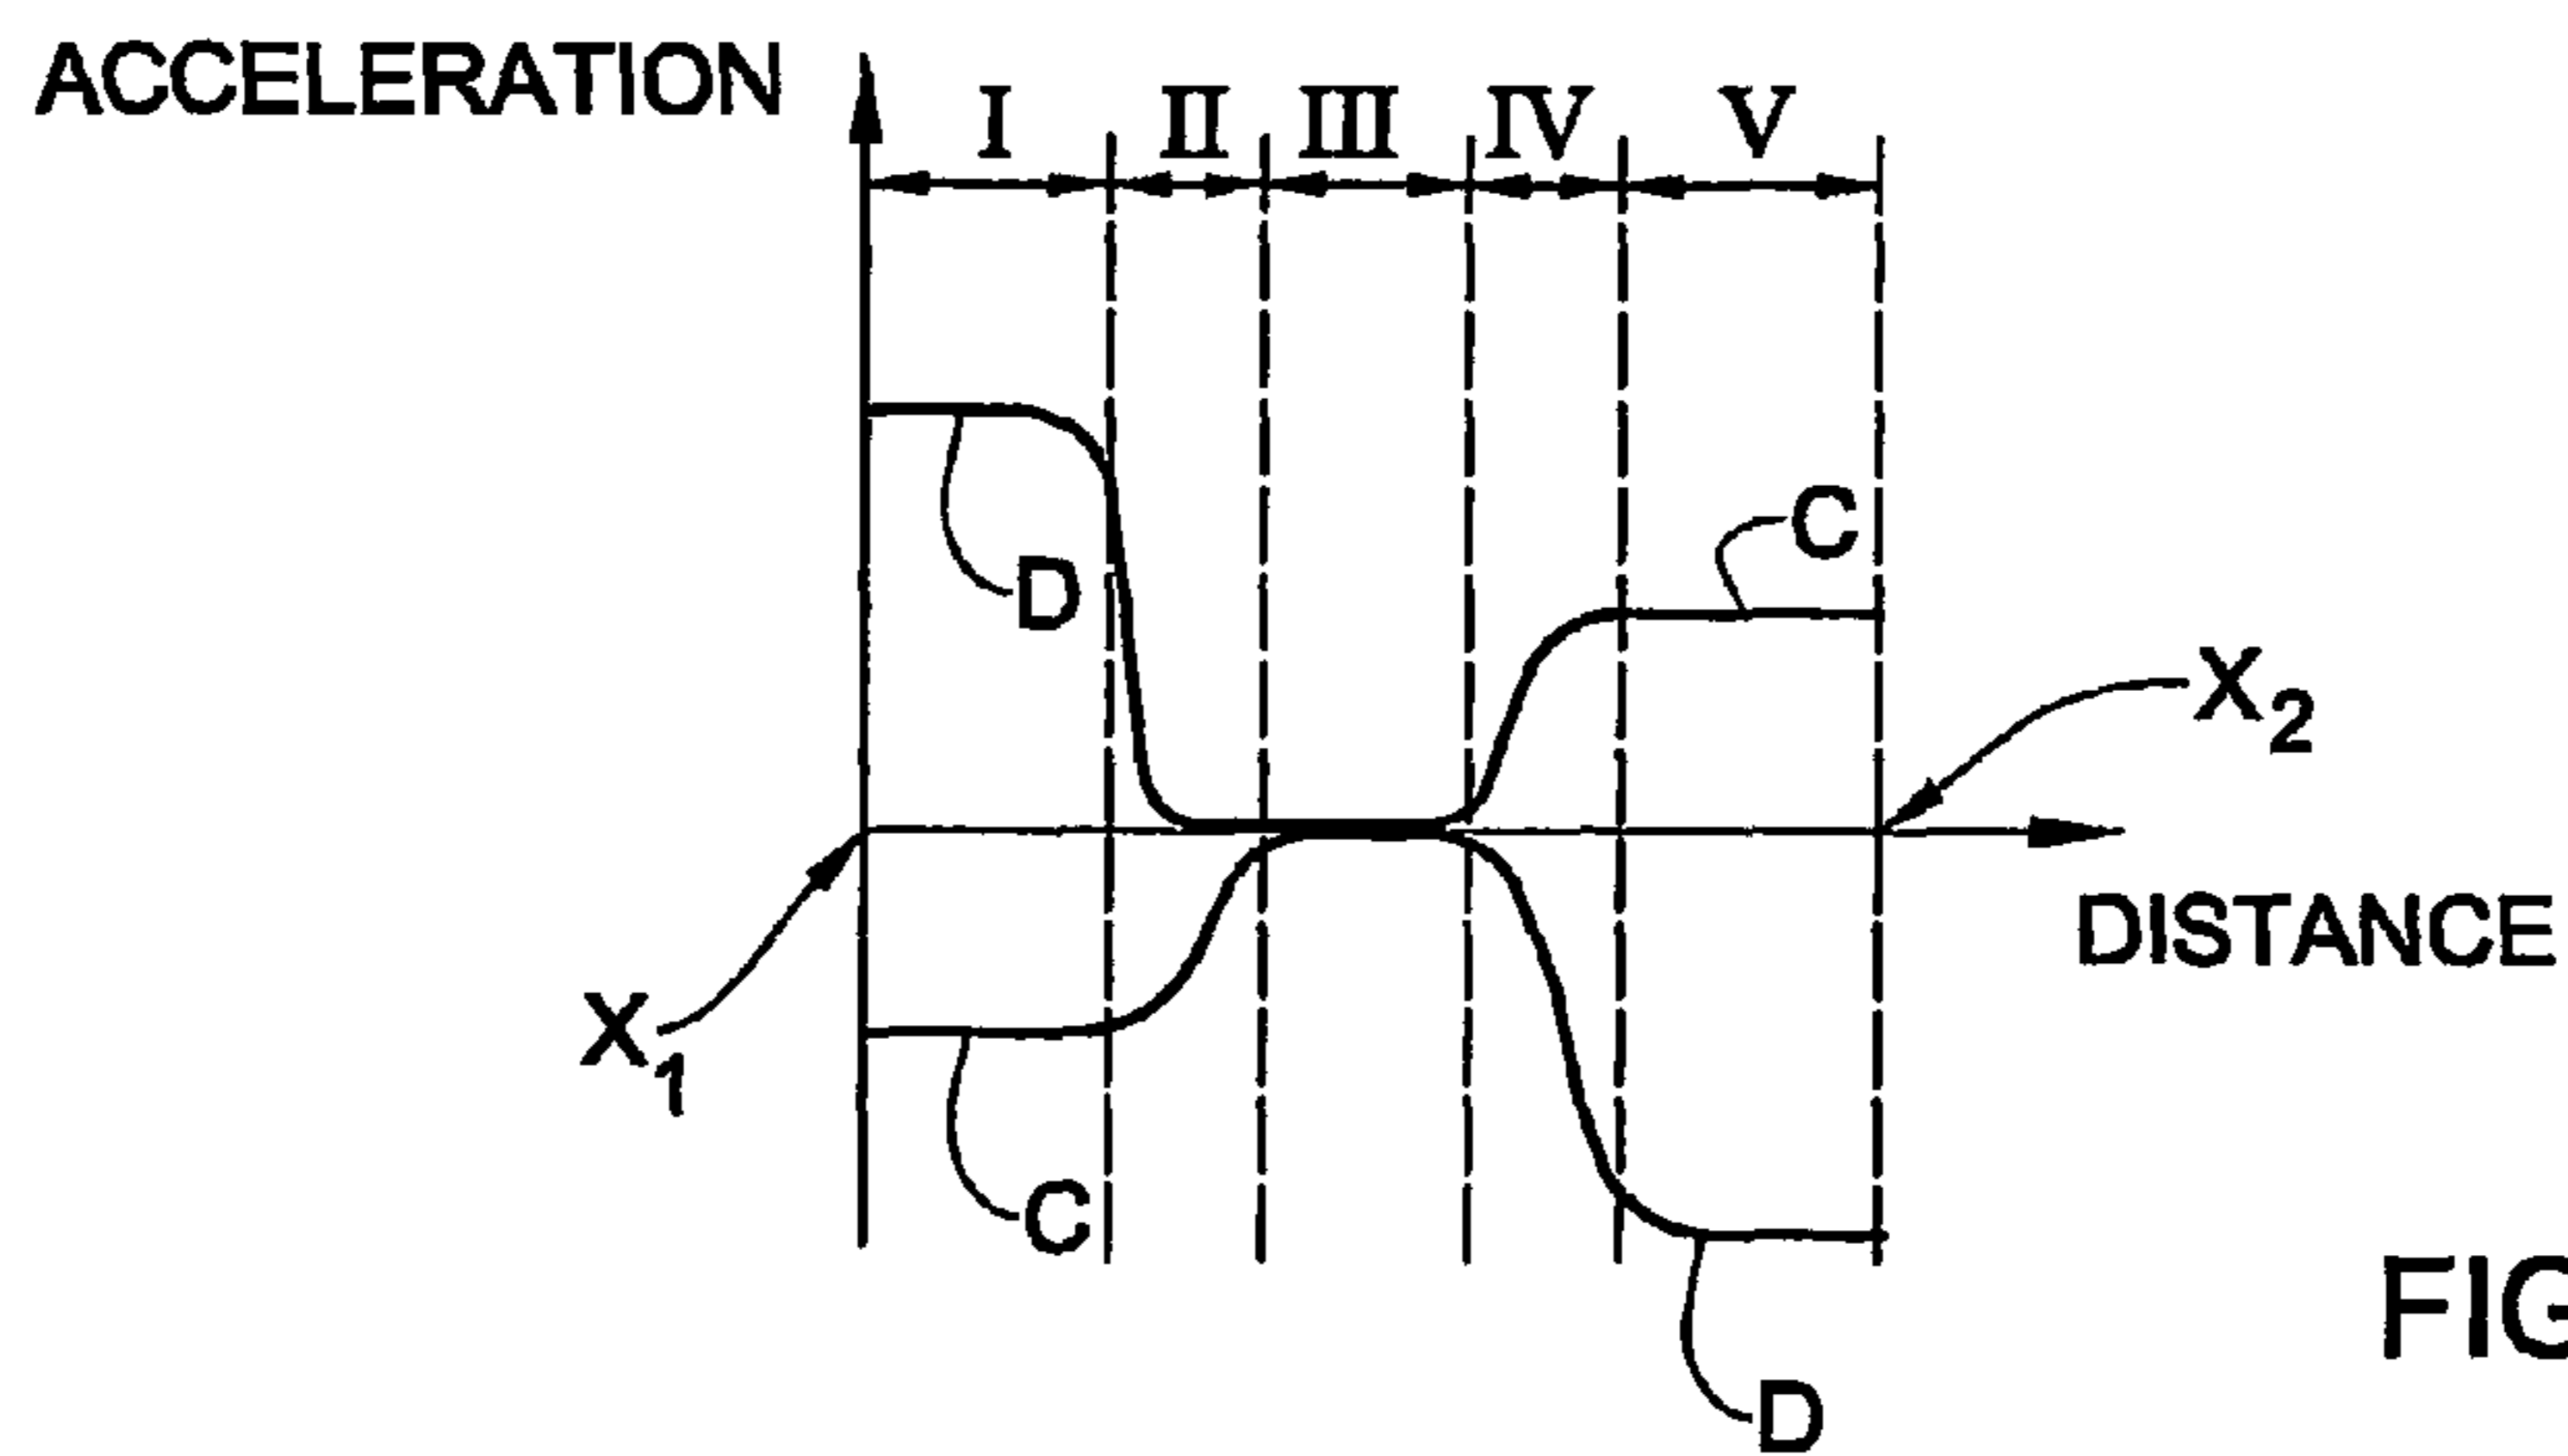 ACCELERATION
I II III IV V
D
C
X2
X1
DISTANCE
C
D
FIG